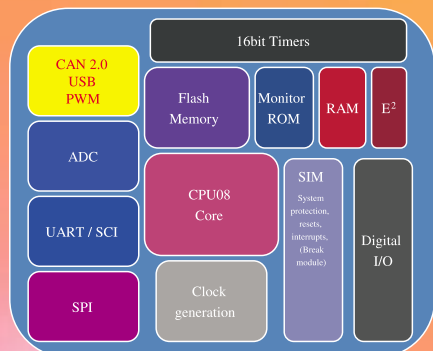 16bit Timers
CAN 2.0
USB
PWM
Flash
Memory
Monitor
ROM
RAM
E²
ADC
CPU08
Core
SIM
System
protection,
resets,
interrupts,
(Break
module)
UART / SCI
Digital
I/O
SPI
Clock
generation